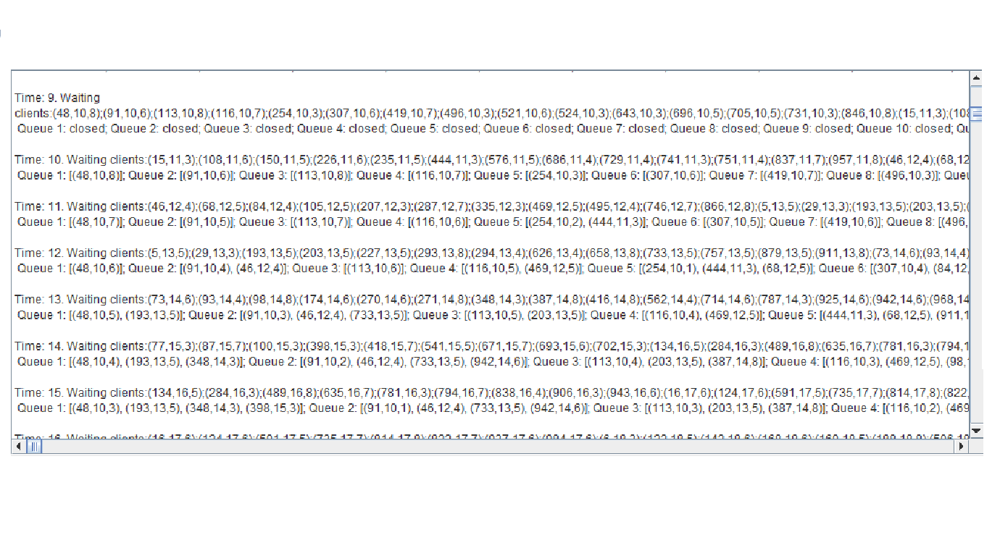 Time: 9. Waiting
clients:(48,10,8);(91,10,6);(113,10,8);(116,10,7);(254,10,3);(307,10,6);(419,10,7);(496,10,3);(521,10,6);(524,10,3);(643,10,3);(696,10,5);(705,10,5);(731,10,3);(846,10,8);(15,11,3);(108
Queue 1: closed; Queue 2: closed; Queue 3: closed; Queue 4: closed; Queue 5: closed; Queue 6: closed; Queue 7: closed; Queue 8: closed; Queue 9: closed; Queue 10: closed; Qu
Time: 10. Waiting clients:(15,11,3);(108,11,6);(150,11,5);(226,11,6);(235,11,5);(444,11,3);(576,11,5);(686,11,4);(729,11,4);(741,11,3);(751,11,4);(837,11,7);(957,11,8);(46,12,4);(68,12
Queue 1: [(48,10,8)]; Queue 2: [(91,10,6)]; Queue 3: [(113,10,8)]; Queue 4: [(116,10,7)]; Queue 5: [(254,10,3)]; Queue 6: [(307,10,6)]; Queue 7: [(419,10,7)]; Queue 8: [(496,10,3)]; Queu
Time: 11. Waiting clients:(46,12,4);(68,12,5);(84,12,4);(105,12,5);(207,12,3);(287,12,7);(335,12,3);(469,12,5);(495,12,4);(746,12,7);(866,12,8);(5,13,5);(29,13,3);(193,13,5);(203,13,5);(
Queue 1: [(48,10,7)]; Queue 2: [(91,10,5)]; Queue 3: [(113,10,7)]; Queue 4: [(116,10,6)]; Queue 5: [(254,10,2), (444,11,3)]; Queue 6: [(307,10,5)]; Queue 7: [(419,10,6)]; Queue 8: [(496,
Time: 12. Waiting clients:(5,13,5);(29,13,3);(193,13,5);(203,13,5);(227,13,5);(293,13,8);(294,13,4);(626,13,4);(658,13,8);(733,13,5);(757,13,5);(879,13,5);(911,13,8);(73,14,6);(93,14,4)
Queue 1: [(48,10,6)]; Queue 2: [(91,10,4), (46,12,4)]; Queue 3: [(113,10,6)]; Queue 4: [(116,10,5), (469,12,5)]; Queue 5: [(254,10,1), (444,11,3), (68,12,5)]; Queue 6: [(307,10,4), (84,12,
Time: 13. Waiting clients:(73,14,6);(93,14,4);(98,14,8);(174,14,6);(270,14,6);(271,14,8);(348,14,3);(387,14,8);(416,14,8);(562,14,4);(714,14,6);(787,14,3);(925,14,6);(942,14,6);(968,14
Queue 1: [(48,10,5), (193,13,5)]; Queue 2: [(91,10,3), (46,12,4), (733,13,5)]; Queue 3: [(113,10,5), (203,13,5)]; Queue 4: [(116,10,4), (469,12,5)]; Queue 5: [(444,11,3), (68,12,5), (911,1
Time: 14. Waiting clients:(77,15,3);(87,15,7);(100,15,3);(398,15,3);(418,15,7);(541,15,5);(671,15,7);(693,15,6);(702,15,3);(134,16,5);(284,16,3);(489,16,8);(635,16,7);(781,16,3);(794,1
Queue 1: [(48,10,4), (193,13,5), (348,14,3)]; Queue 2: [(91,10,2), (46,12,4), (733,13,5), (942,14,6)]; Queue 3: [(113,10,4), (203,13,5), (387,14,8)]; Queue 4: [(116,10,3), (469,12,5), (98,
Time: 15. Waiting clients:(134,16,5);(284,16,3);(489,16,8);(635,16,7);(781,16,3);(794,16,7);(838,16,4);(906,16,3);(943,16,6);(16,17,6);(124,17,6);(591,17,5);(735,17,7);(814,17,8);(822,
Queue 1: [(48,10,3), (193,13,5), (348,14,3), (398,15,3)]; Queue 2: [(91,10,1), (46,12,4), (733,13,5), (942,14,6)]; Queue 3: [(113,10,3), (203,13,5), (387,14,8)]; Queue 4: [(116,10,2), (469
Time: 16. Waiting clients:(16,17,6);(124,17,6);(591,17,5);(735,17,7);(814,17,8);